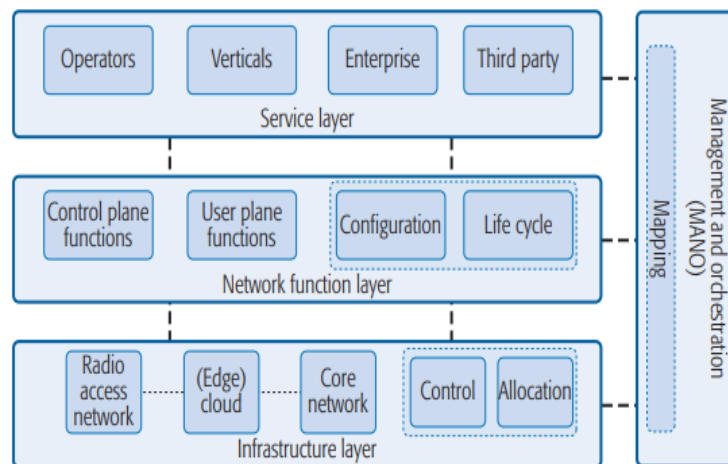 Operators
Verticals
Enterprise
Third party
Service layer
Control plane
functions
User plane
functions
Configuration
Life cycle
Network function layer
Radio
access
network
(Edge)
cloud
Core
network
Control
Allocation
Infrastructure layer
Mapping
Management and orchestration
(MANO)